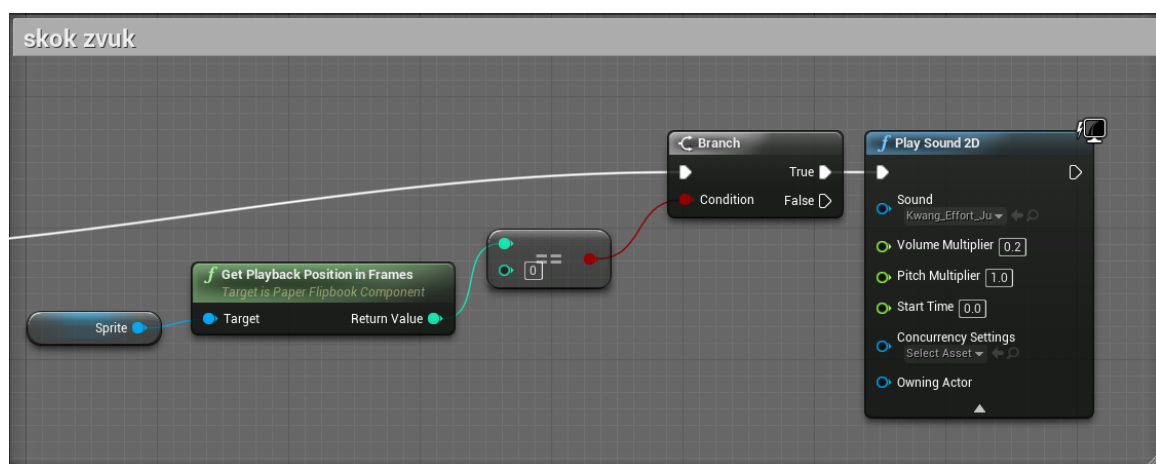 skok zvuk
Branch
True
Condition
False
Play Sound 2D
Sound
Kwang_Effort_Ju
Volume Multiplier 0.2
Pitch Multiplier 1.0
Start Time 0.0
Concurrency Settings
Select Asset
Owning Actor
==
0
Get Playback Position in Frames
Target is Paper Flipbook Component
Target
Return Value
Sprite